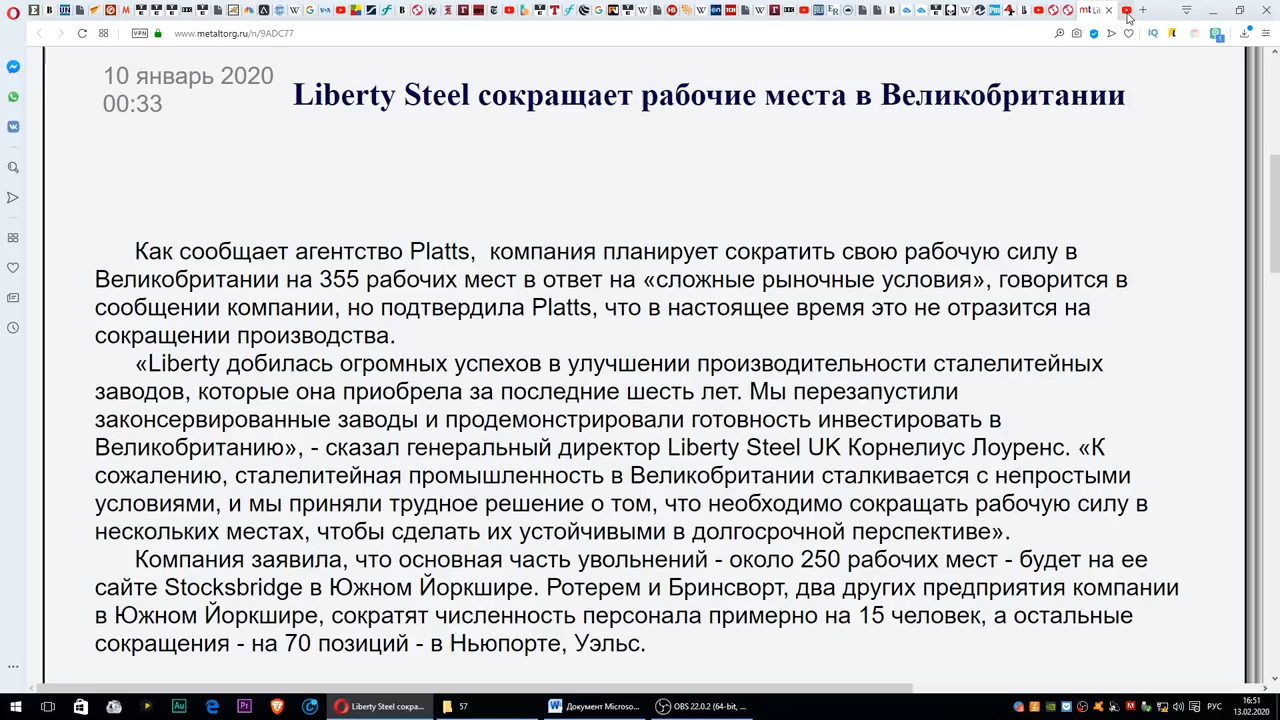 VPN
www.metaltorg.ru/n/9ADC77
10 январь 2020
00:33
Liberty Steel сокращает рабочие места в Великобритании
Как сообщает агентство Platts, компания планирует сократить свою рабочую силу в
Великобритании на 355 рабочих мест в ответ на «сложные рыночные условия», говорится в
сообщении компании, но подтвердила Platts, что в настоящее время это не отразится на
сокращении производства.
«Liberty добилась огромных успехов в улучшении производительности сталелитейных
заводов, которые она приобрела за последние шесть лет. Мы перезапустили
законсервированные заводы и продемонстрировали готовность инвестировать в
Великобританию», - сказал генеральный директор Liberty Steel UK Корнелиус Лоуренс. «К
сожалению, сталелитейная промышленность в Великобритании сталкивается с непростыми
условиями, и мы приняли трудное решение о том, что необходимо сокращать рабочую силу в
нескольких местах, чтобы сделать их устойчивыми в долгосрочной перспективе».
Компания заявила, что основная часть увольнений - около 250 рабочих мест - будет на ее
сайте Stocksbridge в Южном Йоркшире. Ротерем и Бринсворт, два других предприятия компании
в Южном Йоркшире, сократят численность персонала примерно на 15 человек, а остальные
сокращения - на 70 позиций - в Ньюпорте, Уэльс.
Liberty Steel сокра...
57
Документ Microso...
OBS 22.0.2 (64-bit, ...
РУС
16:51
13.02.2020